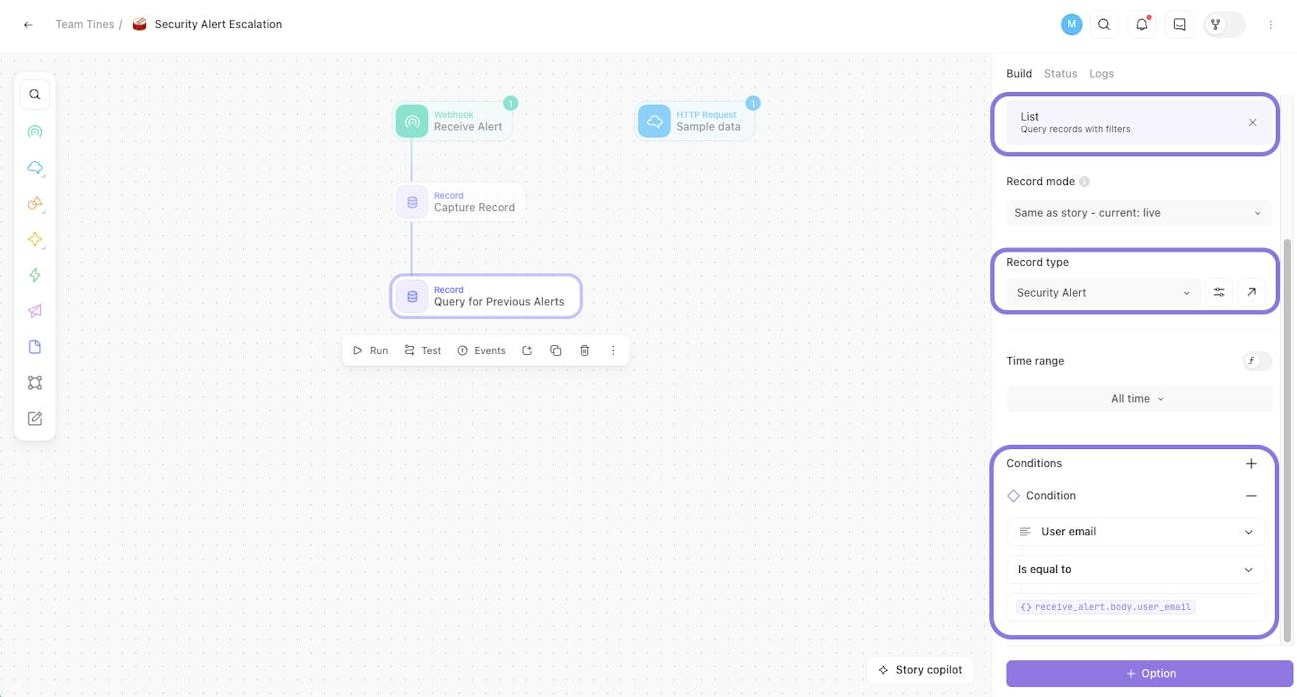 Team Tines / Security Alert Escalation
M
Build Status Logs
Webhook
Receive Alert
1
HTTP Request
Sample data
1
Record
Capture Record
Record
Query for Previous Alerts
Run Test Events
Story copilot
List
Query records with filters
Record mode
Same as story - current: live
Record type
Security Alert
Time range
All time
Conditions
Condition
User email
Is equal to
{} receive_alert.body.user_email
+ Option